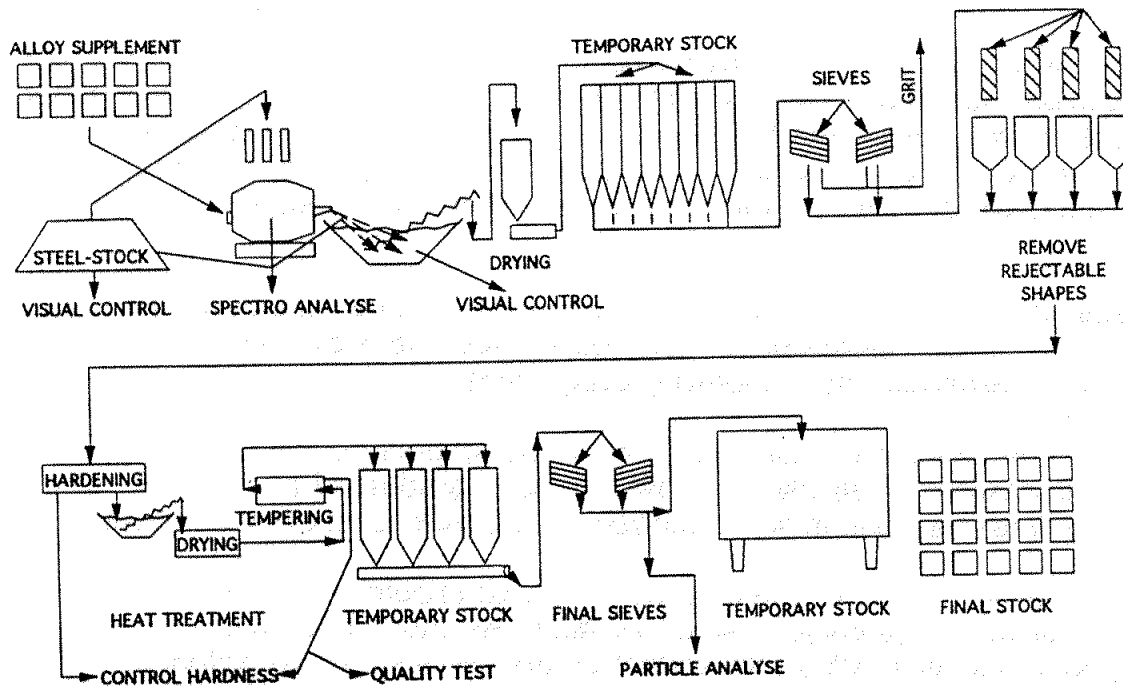 ALLOY SUPPLEMENT
TEMPORARY STOCK
SIEVES
GRIT
STEEL-STOCK
DRYING
VISUAL CONTROL
SPECTRO ANALYSE
VISUAL CONTROL
REMOVE
REJECTABLE
SHAPES
HARDENING
TEMPERING
DRYING
HEAT TREATMENT
TEMPORARY STOCK
FINAL SIEVES
TEMPORARY STOCK
FINAL STOCK
CONTROL HARDNESS
QUALITY TEST
PARTICLE ANALYSE